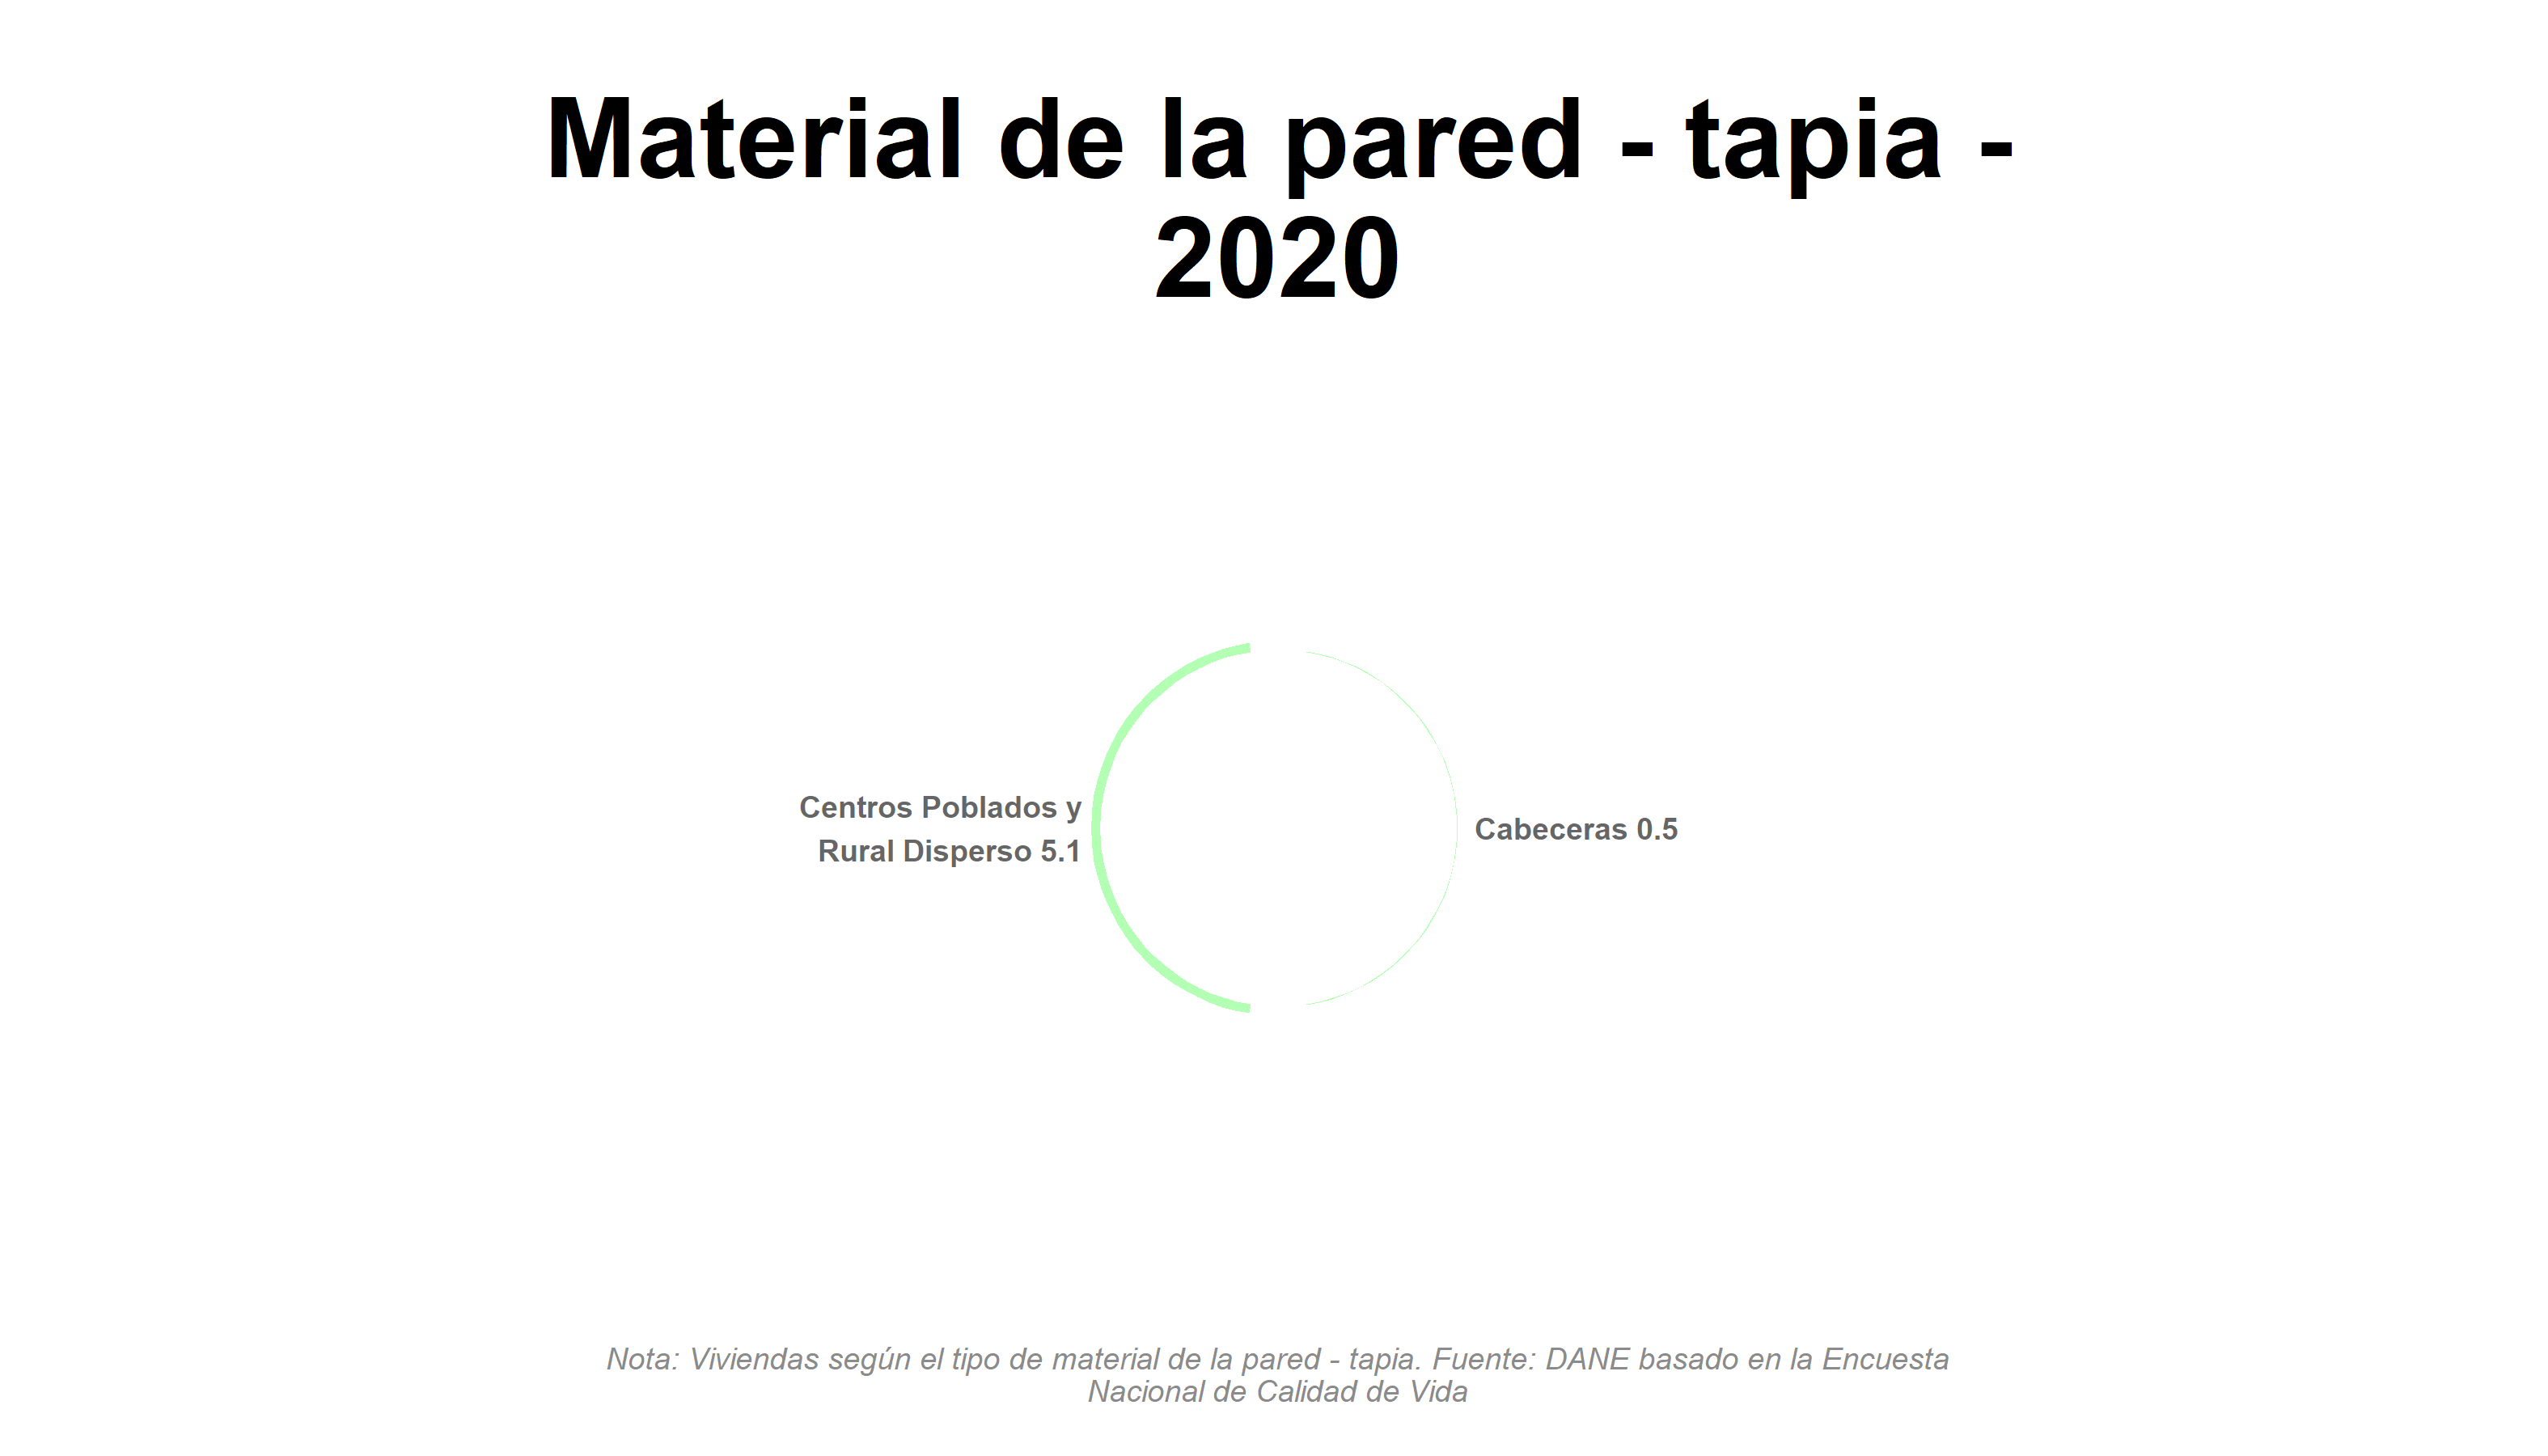 Material de la pared - tapia -
2020
Centros Poblados y
Rural Disperso 5.1
Cabeceras 0.5
Nota: Viviendas según el tipo de material de la pared - tapia. Fuente: DANE basado en la Encuesta
Nacional de Calidad de Vida